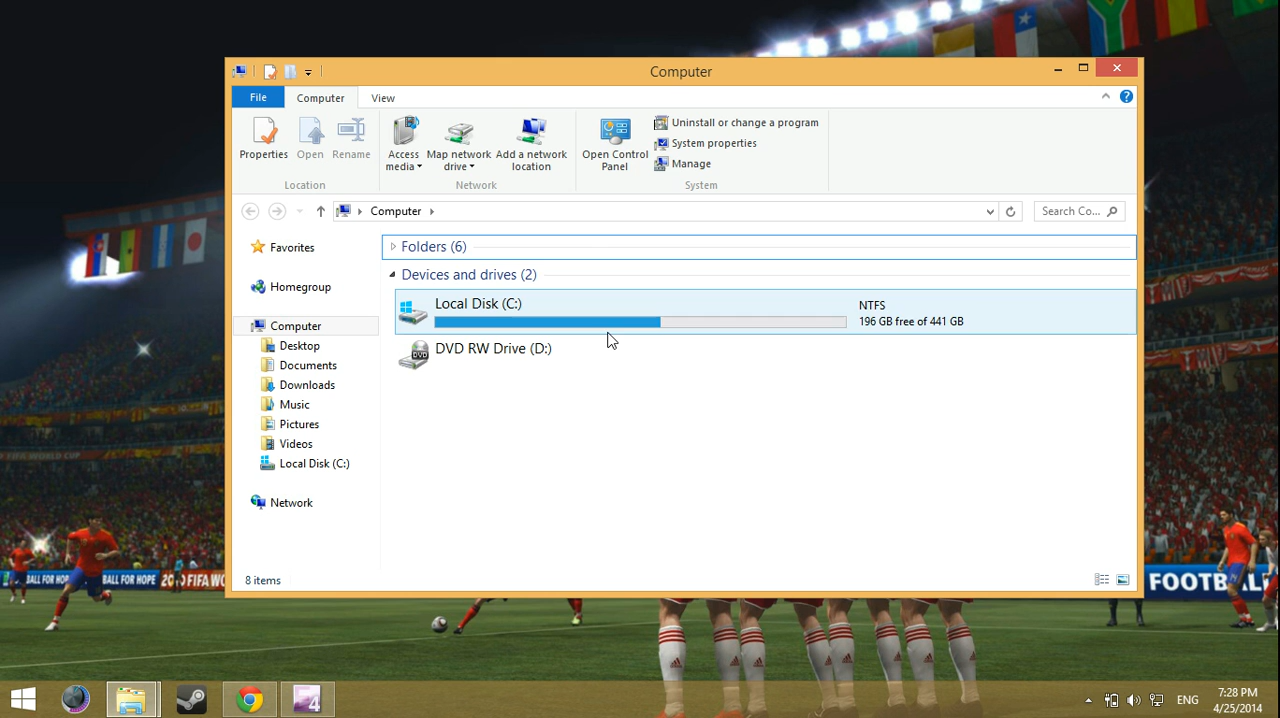 Computer
File
Computer
View
Properties
Open
Rename
Access media
Map network drive
Add a network location
Open Control Panel
Uninstall or change a program
System properties
Manage
Location
Network
System
Computer
Search Co...
Favorites
Homegroup
Computer
Desktop
Documents
Downloads
Music
Pictures
Videos
Local Disk (C:)
Network
Folders (6)
Devices and drives (2)
Local Disk (C:)
NTFS
196 GB free of 441 GB
DVD
DVD RW Drive (D:)
8 items
BALL FOR HOPE
BALL FOR HOPE
FOOTBALL
4
ENG
7:28 PM
4/25/2014